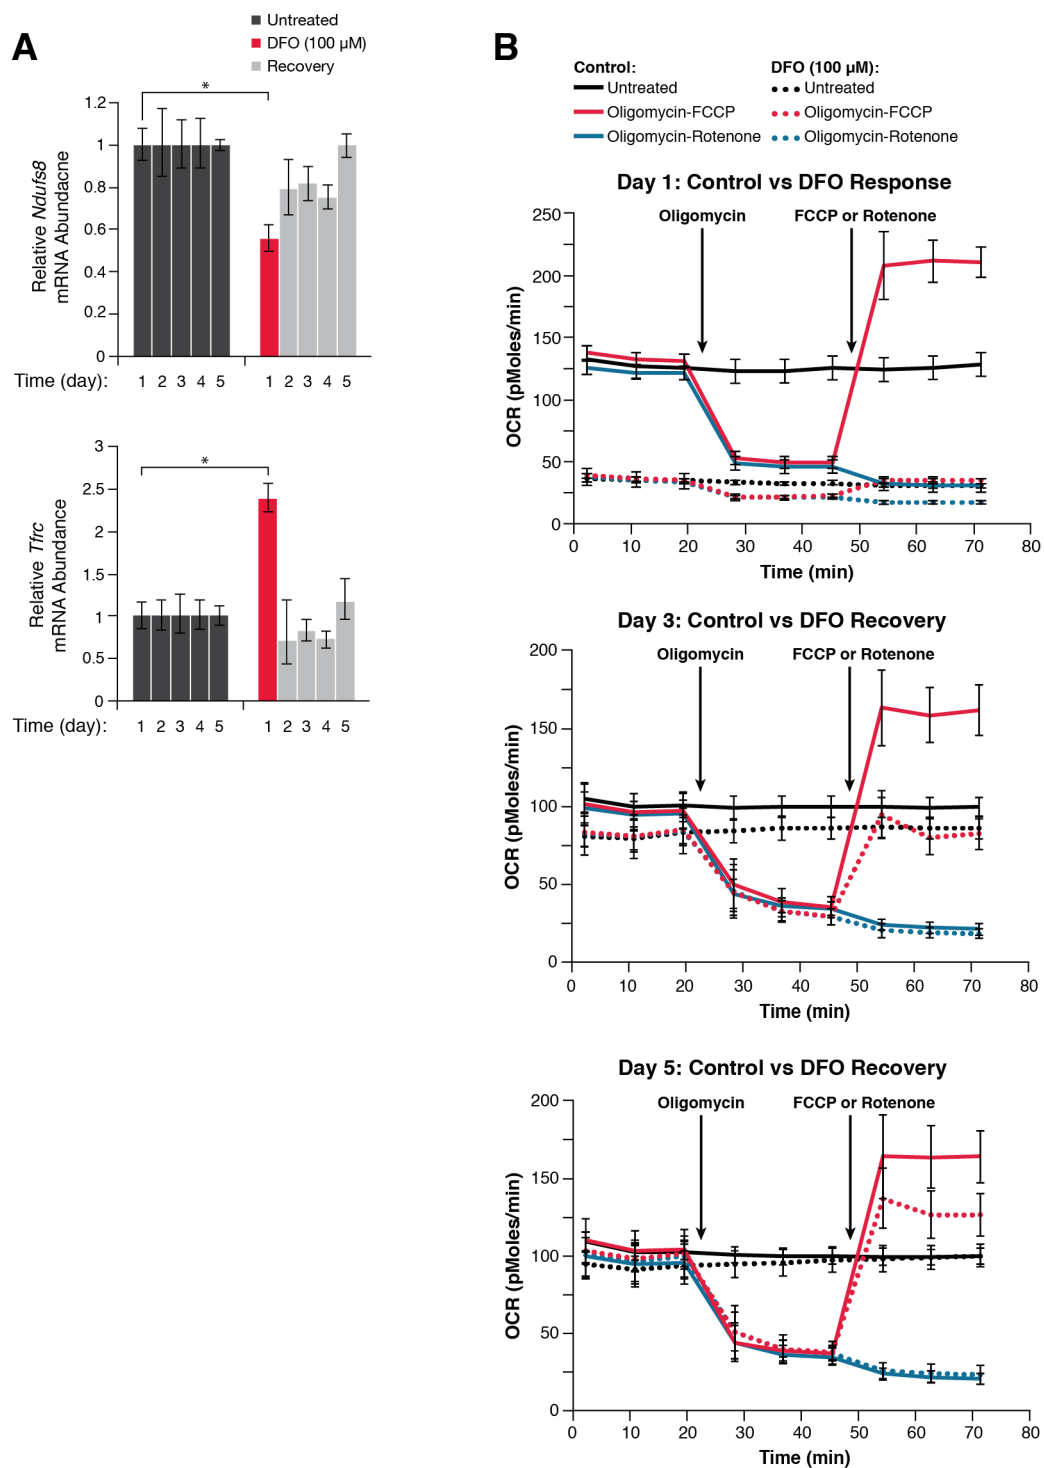 A
Untreated
DFO (100 µM)
Recovery
*
1.2
1
0.8
0.6
0.4
0.2
0
Relative Ndufs8
mRNA Abundacne
Time (day): 1 2 3 4 5 1 2 3 4 5
*
3
2.5
2
1.5
1
0.5
0
Relative Tfrc
mRNA Abundance
Time (day): 1 2 3 4 5 1 2 3 4 5
B
Control: DFO (100 µM):
Untreated Untreated
Oligomycin-FCCP Oligomycin-FCCP
Oligomycin-Rotenone Oligomycin-Rotenone
Day 1: Control vs DFO Response
Oligomycin FCCP or Rotenone
250
200
150
100
50
0
OCR (pMoles/min)
0 10 20 30 40 50 60 70 80
Time (min)
Day 3: Control vs DFO Recovery
Oligomycin FCCP or Rotenone
200
150
100
50
0
OCR (pMoles/min)
0 10 20 30 40 50 60 70 80
Time (min)
Day 5: Control vs DFO Recovery
Oligomycin FCCP or Rotenone
200
150
100
50
0
OCR (pMoles/min)
0 10 20 30 40 50 60 70 80
Time (min)